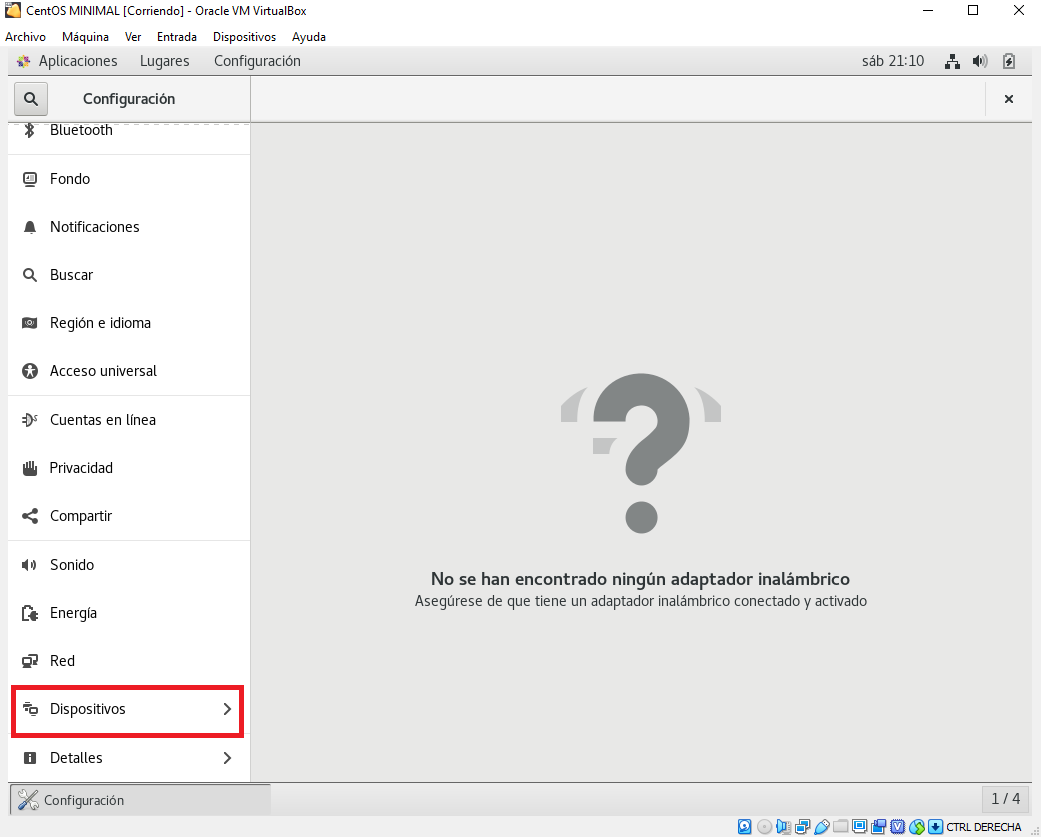 CentOS MINIMAL [Corriendo] - Oracle VM VirtualBox
Archivo Máquina Ver Entrada Dispositivos Ayuda
Aplicaciones Lugares Configuración sáb 21:10
Configuración
Bluetooth
Fondo
Notificaciones
Buscar
Región e idioma
Acceso universal
Cuentas en línea
Privacidad
Compartir
Sonido
Energía
Red
Dispositivos
Detalles
No se han encontrado ningún adaptador inalámbrico
Asegúrese de que tiene un adaptador inalámbrico conectado y activado
Configuración 1 / 4
CTRL DERECHA